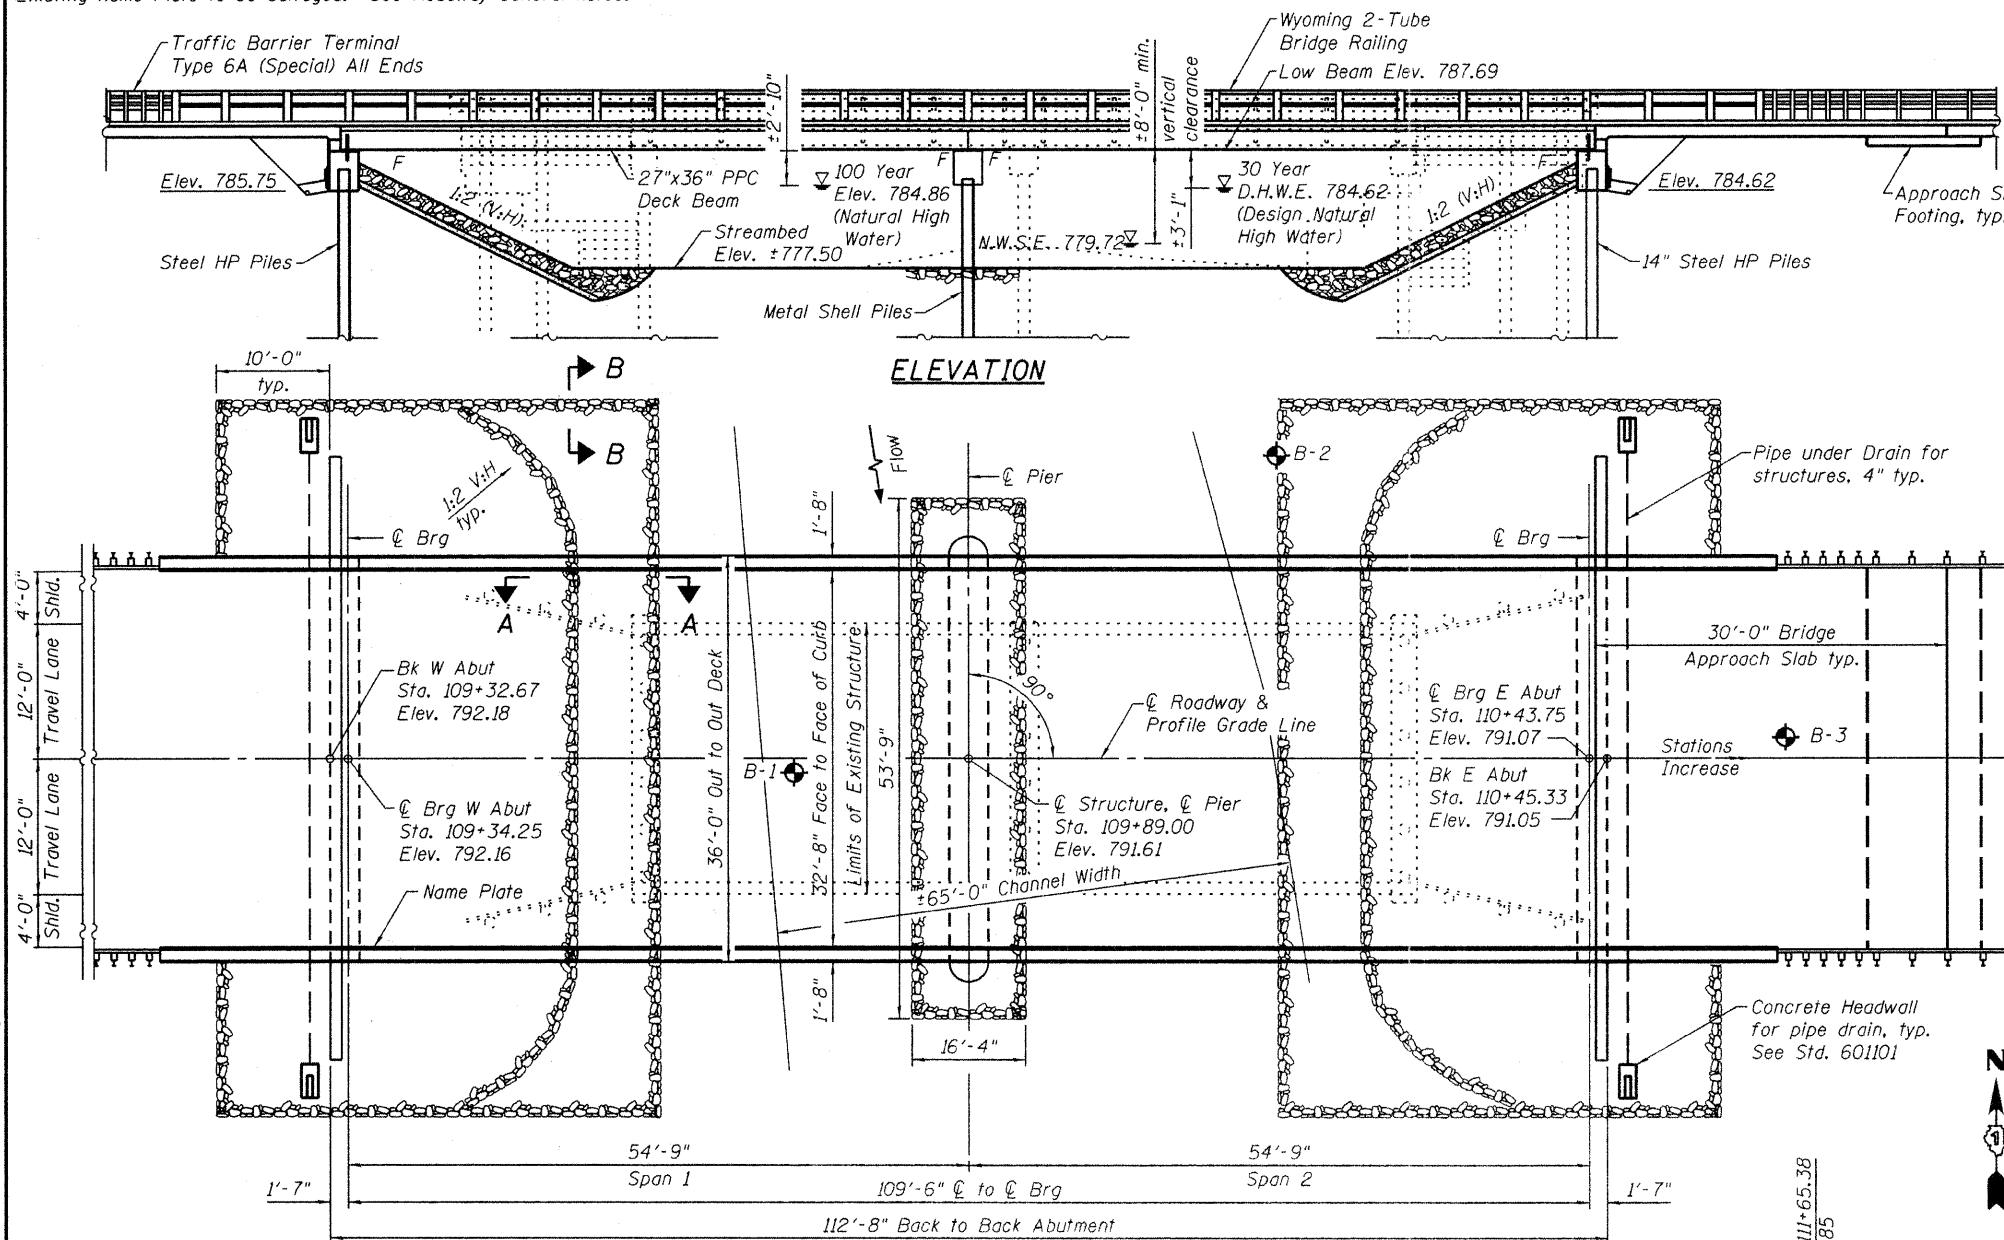 Traffic Barrier Terminal
Type 6A (Special) All Ends
Wyoming 2-Tube
Bridge Railing
Low Beam Elev. 787.69
±2'-10"
±8'-0" min.
vertical
clearance
Elev. 785.75
F
1:2 (V:H)
27"x36" PPC
Deck Beam
100 Year
Elev. 784.86
(Natural High
Water)
F F
30 Year
D.H.W.E. 784.62
(Design Natural
High Water)
±3'-1"
1:2 (V:H)
F
Elev. 784.62
Approach
Footing, typ
Steel HP Piles
Streambed
Elev. ±777.50
N.W.S.E. 779.72
14" Steel HP Piles
Metal Shell Piles
ELEVATION
10'-0"
typ.
B
B
1:2 V:H
typ.
Flow
℄ Pier
B-2
Pipe under Drain for
structures, 4" typ.
℄ Brg
1'-8"
℄ Brg
4'-0"
Shld.
12'-0"
Travel Lane
12'-0"
Travel Lane
4'-0"
Shld.
A A
Bk W Abut
Sta. 109+32.67
Elev. 792.18
℄ Brg W Abut
Sta. 109+34.25
Elev. 792.16
Name Plate
36'-0" Out to Out Deck
B-1
32'-8" Face to Face of Curb
Limits of Existing Structure
53'-9"
90°
℄ Roadway &
Profile Grade Line
℄ Structure, ℄ Pier
Sta. 109+89.00
Elev. 791.61
±65'-0" Channel Width
30'-0" Bridge
Approach Slab typ.
℄ Brg E Abut
Sta. 110+43.75
Elev. 791.07
Bk E Abut
Sta. 110+45.33
Elev. 791.05
Stations
Increase
B-3
1'-8"
16'-4"
Concrete Headwall
for pipe drain, typ.
See Std. 601101
N
54'-9"
Span 1
54'-9"
Span 2
1'-7"
109'-6" ℄ to ℄ Brg
1'-7"
112'-8" Back to Back Abutment
111+65.38
85